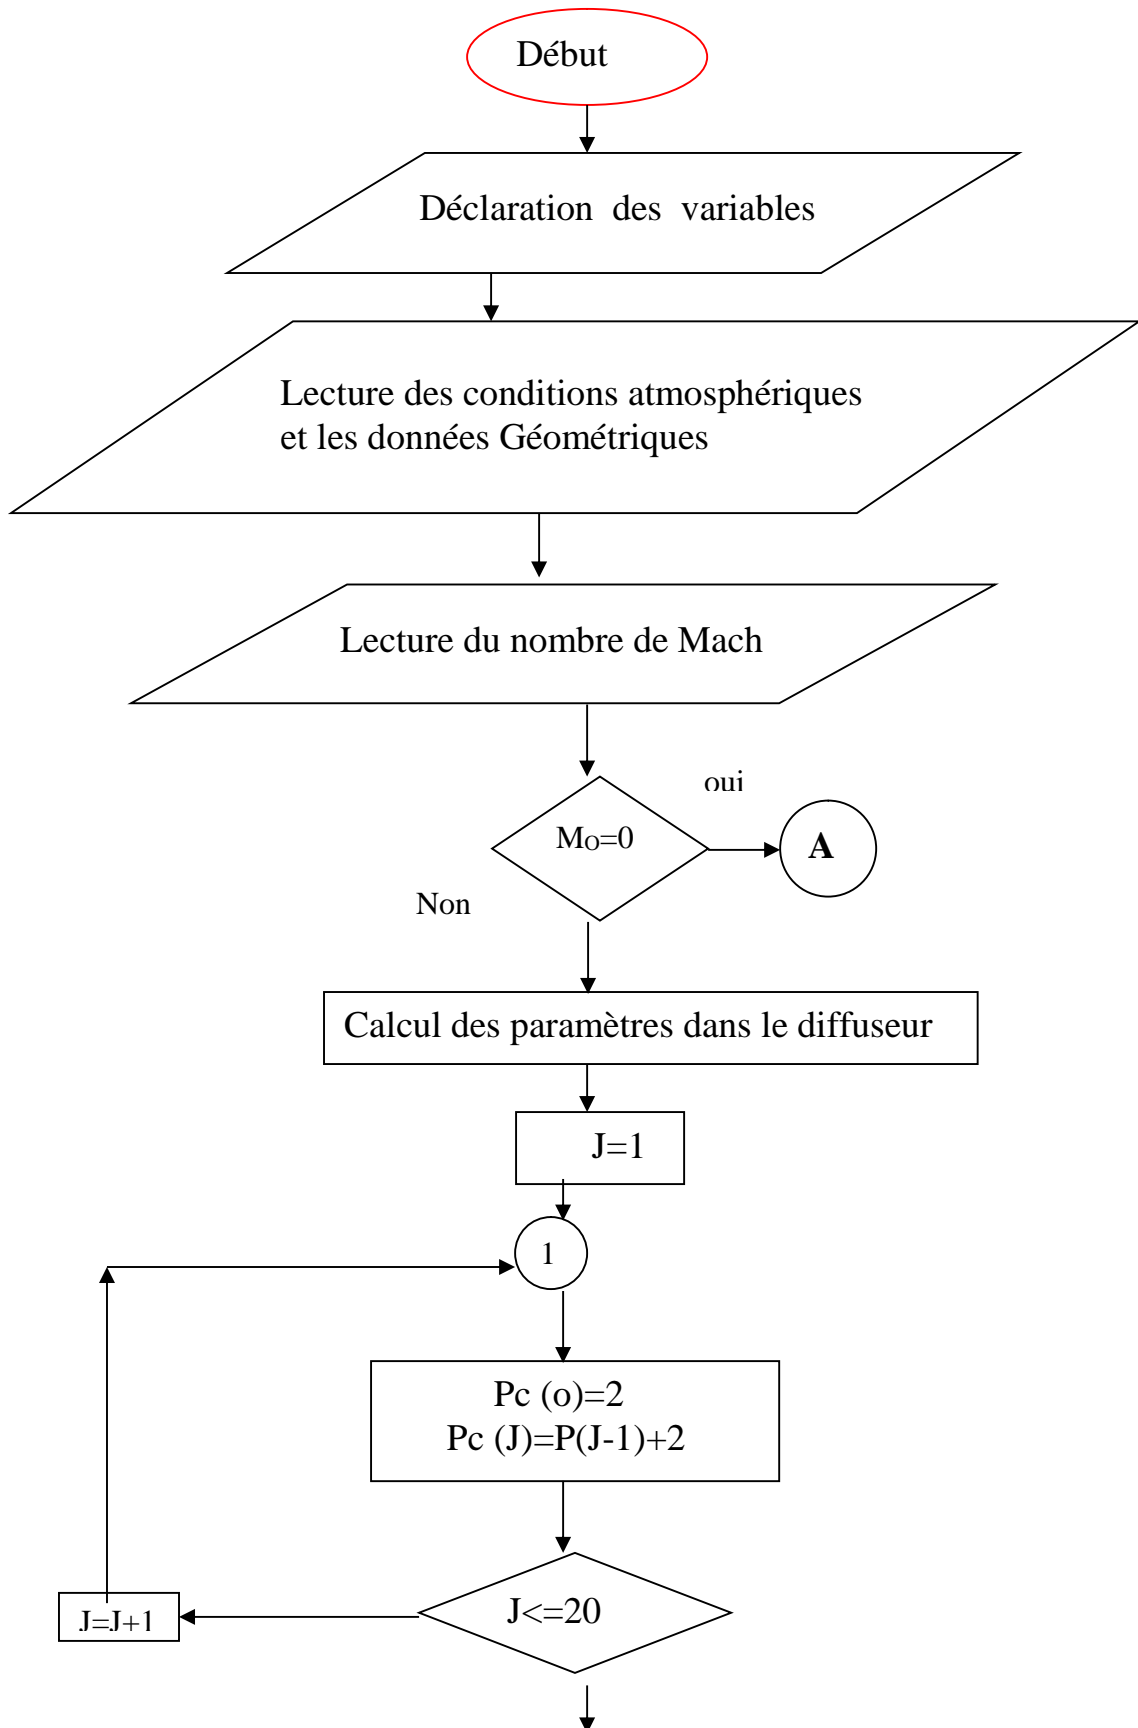 Début
Déclaration des variables
Lecture des conditions atmosphériques
et les données Géométriques
Lecture du nombre de Mach
oui
MO=0
A
Non
Calcul des paramètres dans le diffuseur
J=1
1
Pc (o)=2
Pc (J)=P(J-1)+2
J<=20
J=J+1